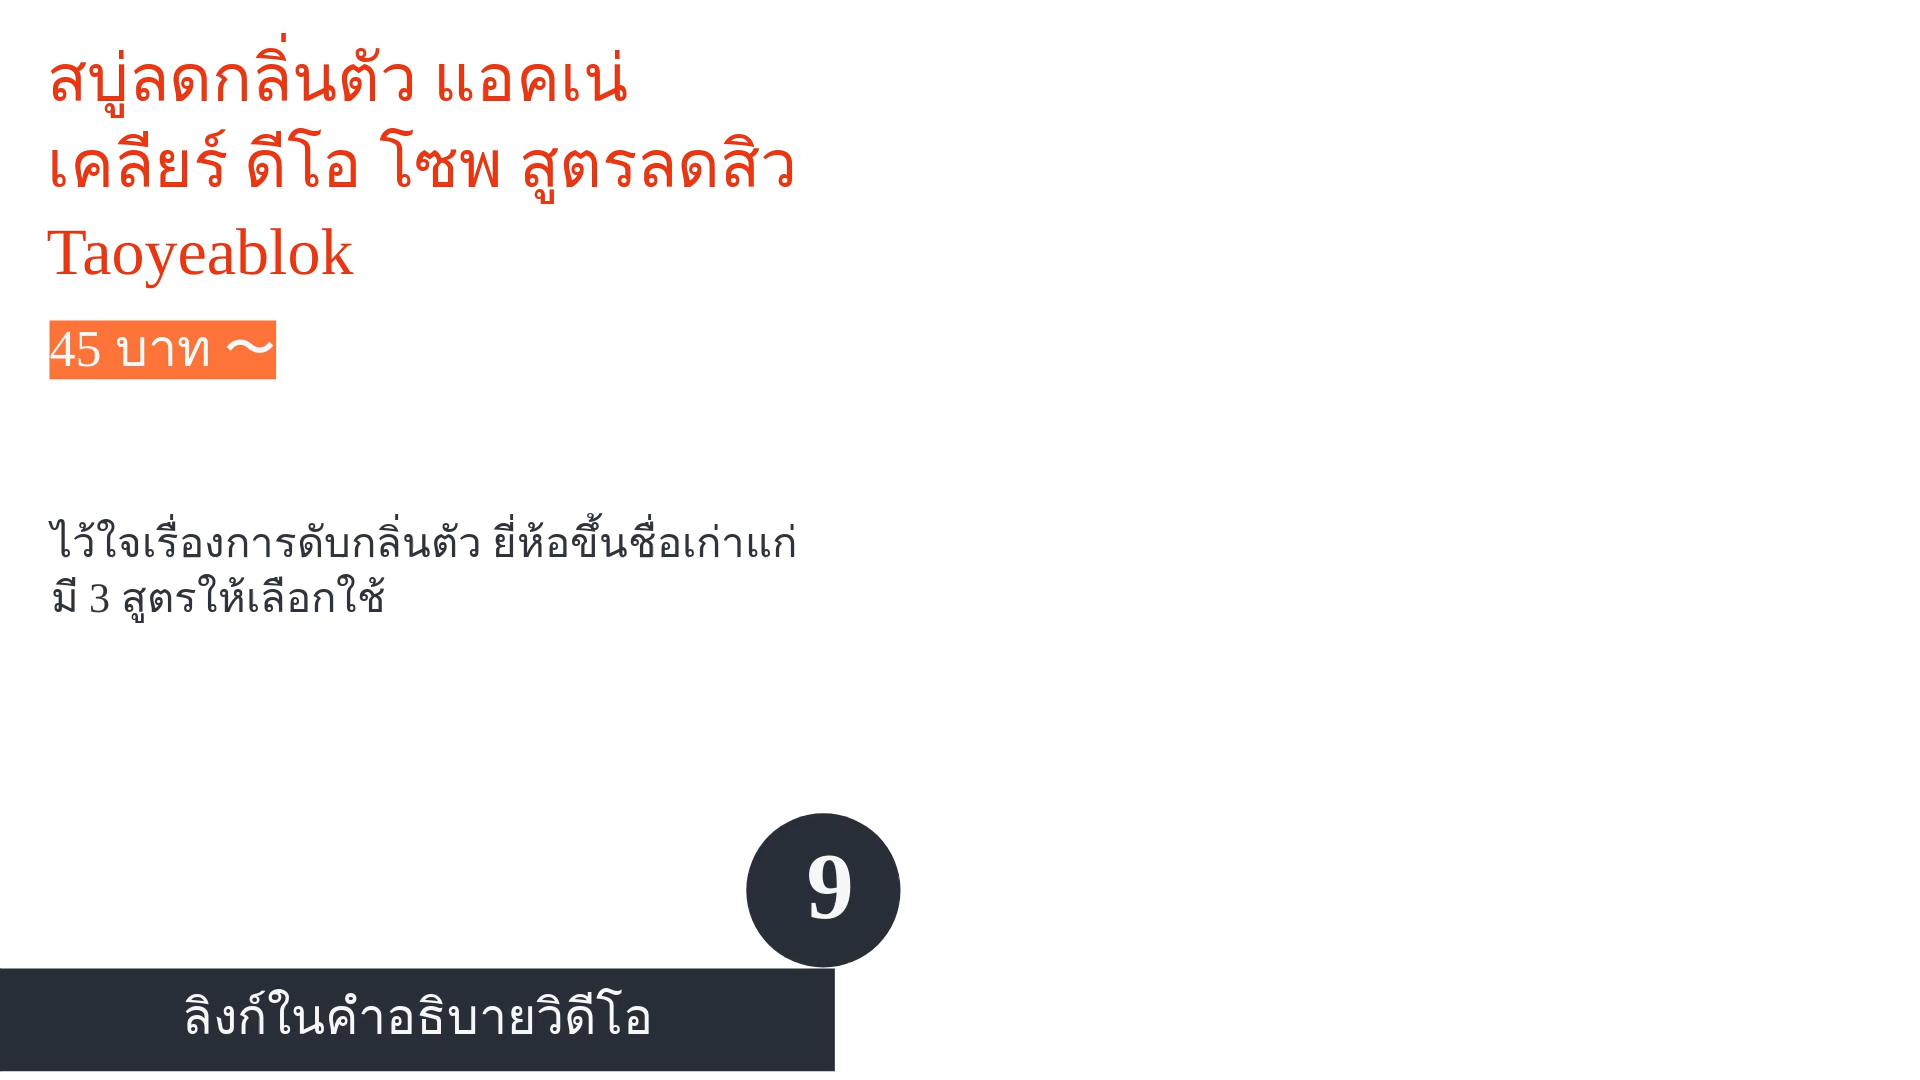 สบู่ลดกลิ่นตัว แอคเน่
เคลียร์ ดีโอ โซพ สูตรลดสิว
Taoyeablok
45 บาท ～
ไว้ใจเรื่องการดับกลิ่นตัว ยี่ห้อขึ้นชื่อเก่าแก่
มี 3 สูตรให้เลือกใช้
9
ลิงก์ในคำอธิบายวิดีโอ